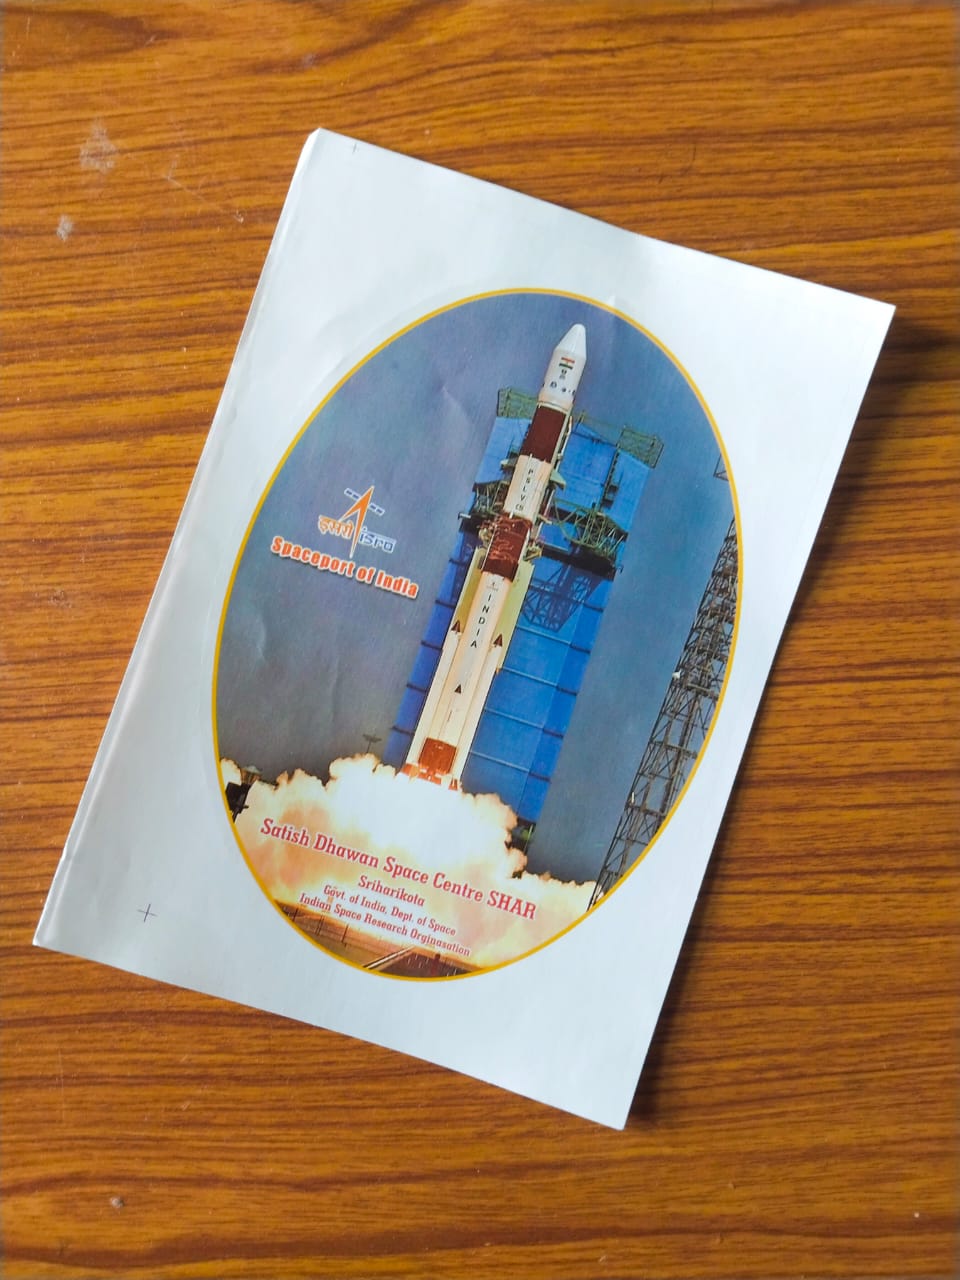 PSLV
INDIA
इसरो isro
Spaceport of India
Satish Dhawan Space Centre SHAR
Sriharikota
Govt. of India, Dept. of Space
Indian Space Research Orginasation